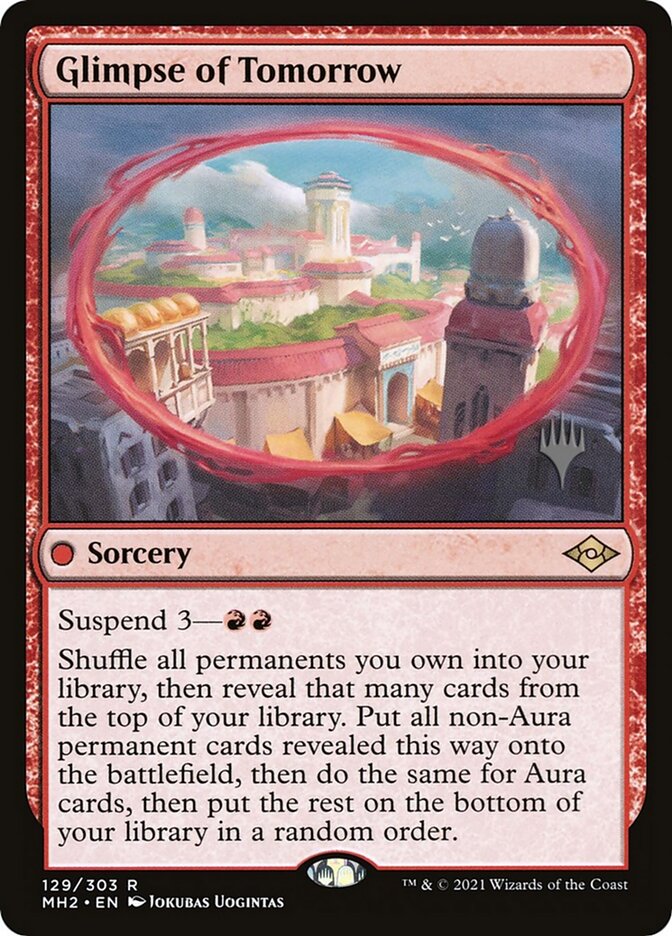 Glimpse of Tomorrow
Sorcery
Suspend 3—
Shuffle all permanents you own into your
library, then reveal that many cards from
the top of your library. Put all non-Aura
permanent cards revealed this way onto
the battlefield, then do the same for Aura
cards, then put the rest on the bottom of
your library in a random order.
129/303 R
MH2 • EN Jokubas Uogintas
™ & © 2021 Wizards of the Coast